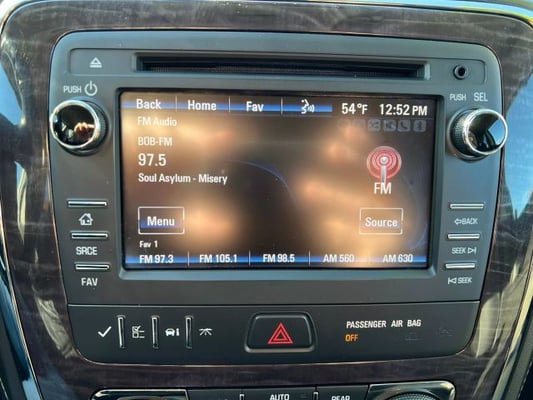 PUSH
PUSH SEL
Back Home Fav 54°F 12:52 PM
FM Audio
BOB-FM
97.5
Soul Asylum - Misery
FM
Menu
Source
Fav 1
FM 97.3 FM 105.1 FM 98.5 AM 560 AM 630
SRCE
FAV
BACK
SEEK
SEEK
PASSENGER AIR BAG
OFF
AUTO
REAR